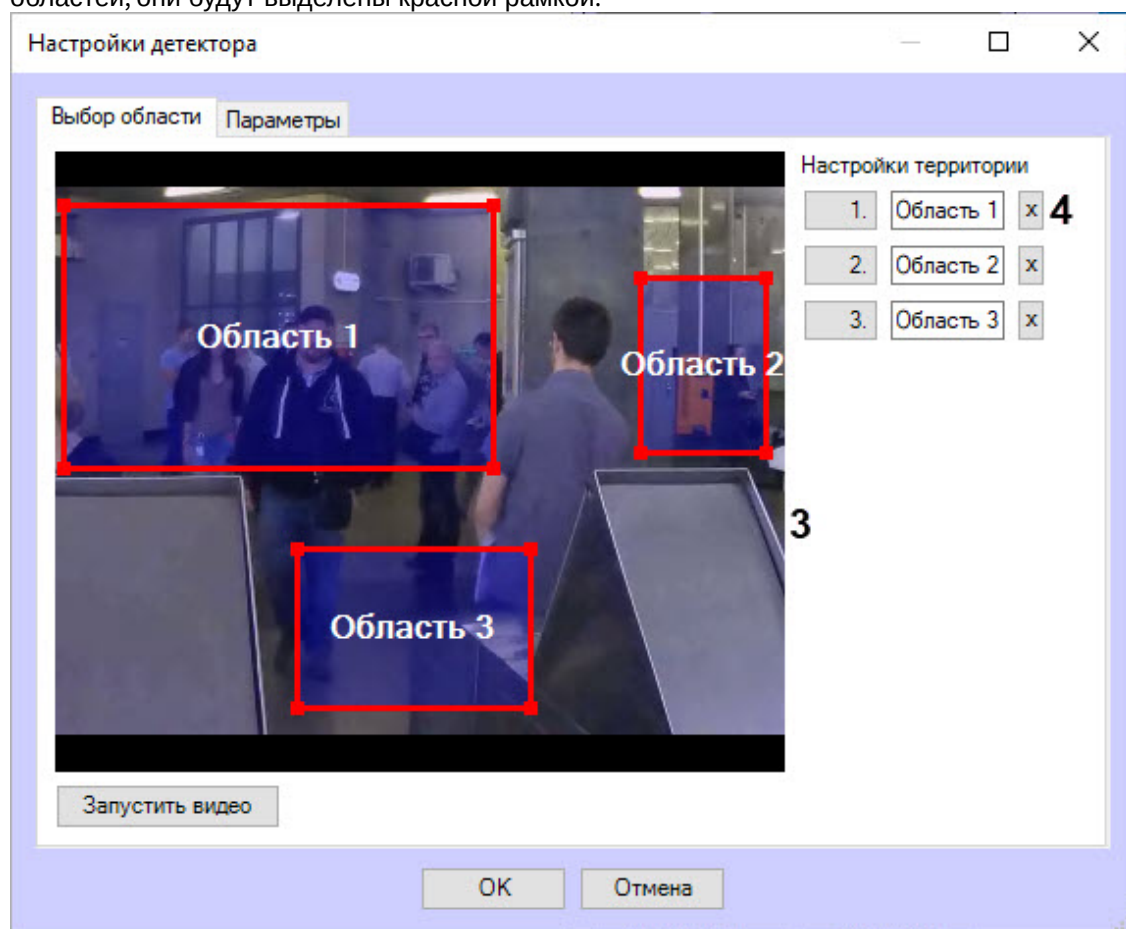 областей, они будут выделены красной рамкой.
Настройки детектора
Выбор области Параметры
Настройки территории
1. Область 1 x 4
2. Область 2 x
3. Область 3 x
Область 1
Область 2
3
Область 3
Запустить видео
OK Отмена